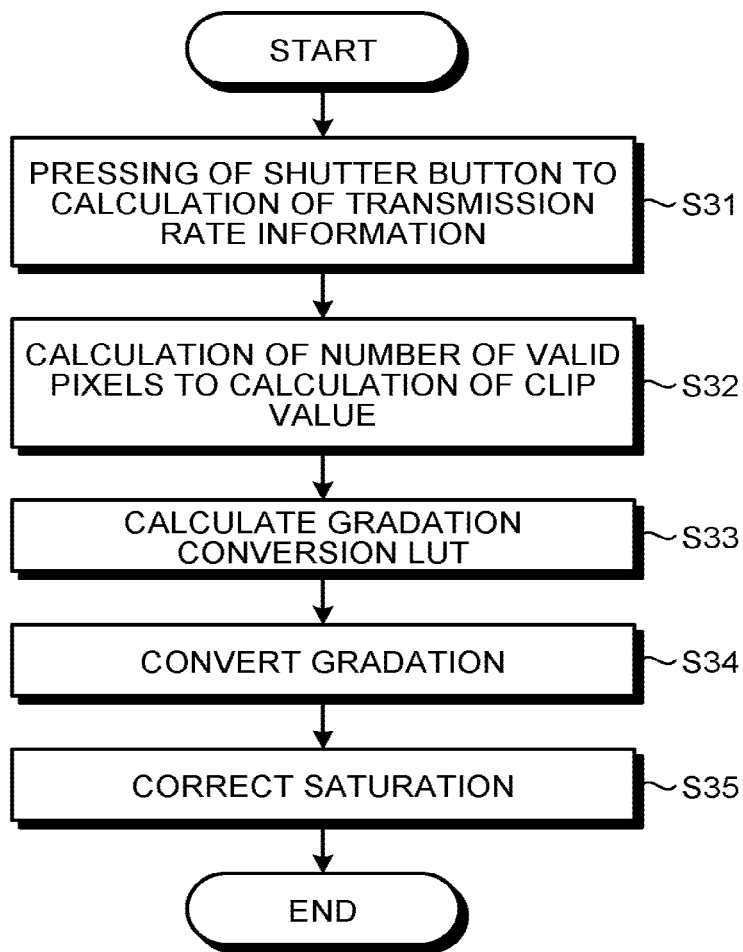 START
PRESSING OF SHUTTER BUTTON TO
CALCULATION OF TRANSMISSION
RATE INFORMATION
S31
CALCULATION OF NUMBER OF VALID
PIXELS TO CALCULATION OF CLIP
VALUE
S32
CALCULATE GRADATION
CONVERSION LUT
S33
CONVERT GRADATION
S34
CORRECT SATURATION
S35
END